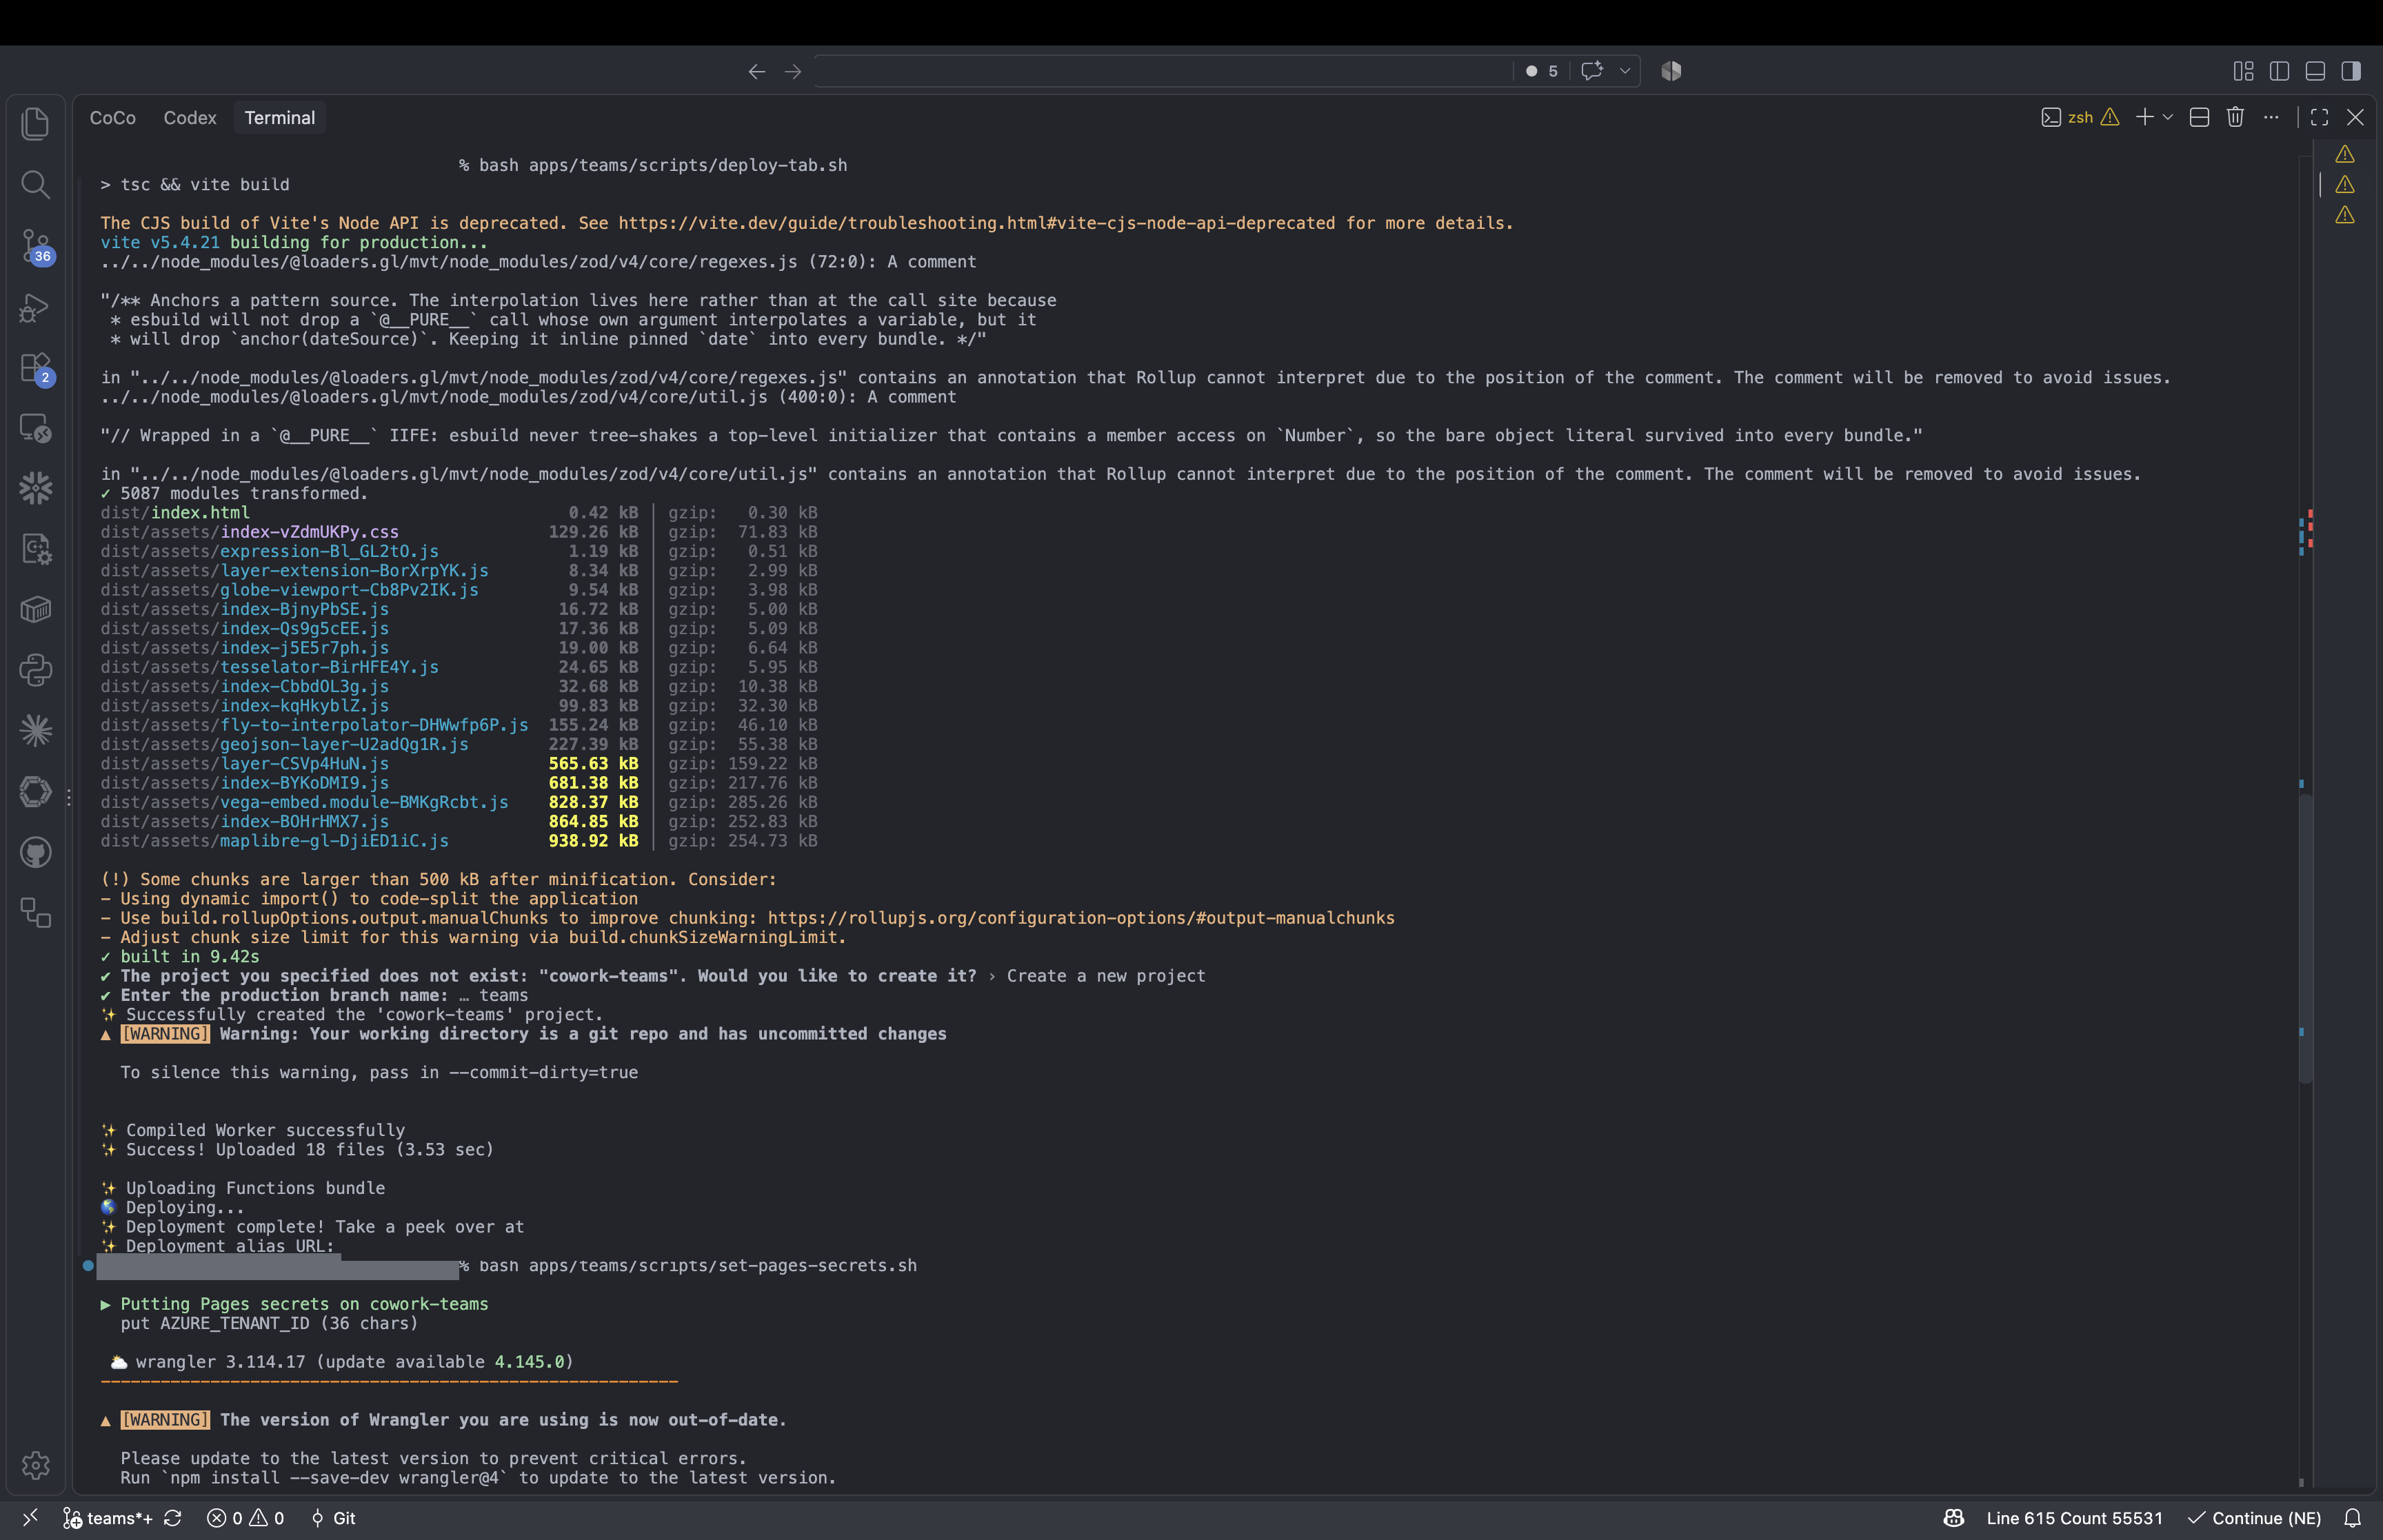 5
CoCo Codex Terminal
zsh
36
2
% bash apps/teams/scripts/deploy-tab.sh
> tsc && vite build
The CJS build of Vite's Node API is deprecated. See https://vite.dev/guide/troubleshooting.html#vite-cjs-node-api-deprecated for more details.
vite v5.4.21 building for production...
../../node_modules/@loaders.gl/mvt/node_modules/zod/v4/core/regexes.js (72:0): A comment
"/** Anchors a pattern source. The interpolation lives here rather than at the call site because
* esbuild will not drop a `@__PURE__` call whose own argument interpolates a variable, but it
* will drop `anchor(dateSource)`. Keeping it inline pinned `date` into every bundle. */"
in "../../node_modules/@loaders.gl/mvt/node_modules/zod/v4/core/regexes.js" contains an annotation that Rollup cannot interpret due to the position of the comment. The comment will be removed to avoid issues.
../../node_modules/@loaders.gl/mvt/node_modules/zod/v4/core/util.js (400:0): A comment
"// Wrapped in a `@__PURE__` IIFE: esbuild never tree-shakes a top-level initializer that contains a member access on `Number`, so the bare object literal survived into every bundle."
in "../../node_modules/@loaders.gl/mvt/node_modules/zod/v4/core/util.js" contains an annotation that Rollup cannot interpret due to the position of the comment. The comment will be removed to avoid issues.
✓ 5087 modules transformed.
dist/index.html 0.42 kB │ gzip: 0.30 kB
dist/assets/index-vZdmUKPy.css 129.26 kB │ gzip: 71.83 kB
dist/assets/expression-Bl_GL2tO.js 1.19 kB │ gzip: 0.51 kB
dist/assets/layer-extension-BorXrpYK.js 8.34 kB │ gzip: 2.99 kB
dist/assets/globe-viewport-Cb8Pv2IK.js 9.54 kB │ gzip: 3.98 kB
dist/assets/index-BjnyPbSE.js 16.72 kB │ gzip: 5.00 kB
dist/assets/index-Qs9g5cEE.js 17.36 kB │ gzip: 5.09 kB
dist/assets/index-j5E5r7ph.js 19.00 kB │ gzip: 6.64 kB
dist/assets/tesselator-BirHFE4Y.js 24.65 kB │ gzip: 5.95 kB
dist/assets/index-CbbdOL3g.js 32.68 kB │ gzip: 10.38 kB
dist/assets/index-kqHkyblZ.js 99.83 kB │ gzip: 32.30 kB
dist/assets/fly-to-interpolator-DHWwfp6P.js 155.24 kB │ gzip: 46.10 kB
dist/assets/geojson-layer-U2adQg1R.js 227.39 kB │ gzip: 55.38 kB
dist/assets/layer-CSVp4HuN.js 565.63 kB │ gzip: 159.22 kB
dist/assets/index-BYKoDMI9.js 681.38 kB │ gzip: 217.76 kB
dist/assets/vega-embed.module-BMKgRcbt.js 828.37 kB │ gzip: 285.26 kB
dist/assets/index-BOHrHMX7.js 864.85 kB │ gzip: 252.83 kB
dist/assets/maplibre-gl-DjiED1iC.js 938.92 kB │ gzip: 254.73 kB
(!) Some chunks are larger than 500 kB after minification. Consider:
- Using dynamic import() to code-split the application
- Use build.rollupOptions.output.manualChunks to improve chunking: https://rollupjs.org/configuration-options/#output-manualchunks
- Adjust chunk size limit for this warning via build.chunkSizeWarningLimit.
✓ built in 9.42s
✔ The project you specified does not exist: "cowork-teams". Would you like to create it? › Create a new project
✔ Enter the production branch name: … teams
✨ Successfully created the 'cowork-teams' project.
▲ [WARNING] Warning: Your working directory is a git repo and has uncommitted changes
To silence this warning, pass in --commit-dirty=true
✨ Compiled Worker successfully
✨ Success! Uploaded 18 files (3.53 sec)
✨ Uploading Functions bundle
🌎 Deploying...
✨ Deployment complete! Take a peek over at
✨ Deployment alias URL:
% bash apps/teams/scripts/set-pages-secrets.sh
▶ Putting Pages secrets on cowork-teams
put AZURE_TENANT_ID (36 chars)
⛅️ wrangler 3.114.17 (update available 4.145.0)
▲ [WARNING] The version of Wrangler you are using is now out-of-date.
Please update to the latest version to prevent critical errors.
Run `npm install --save-dev wrangler@4` to update to the latest version.
teams*+ 0 0 Git Line 615 Count 55531 Continue (NE)